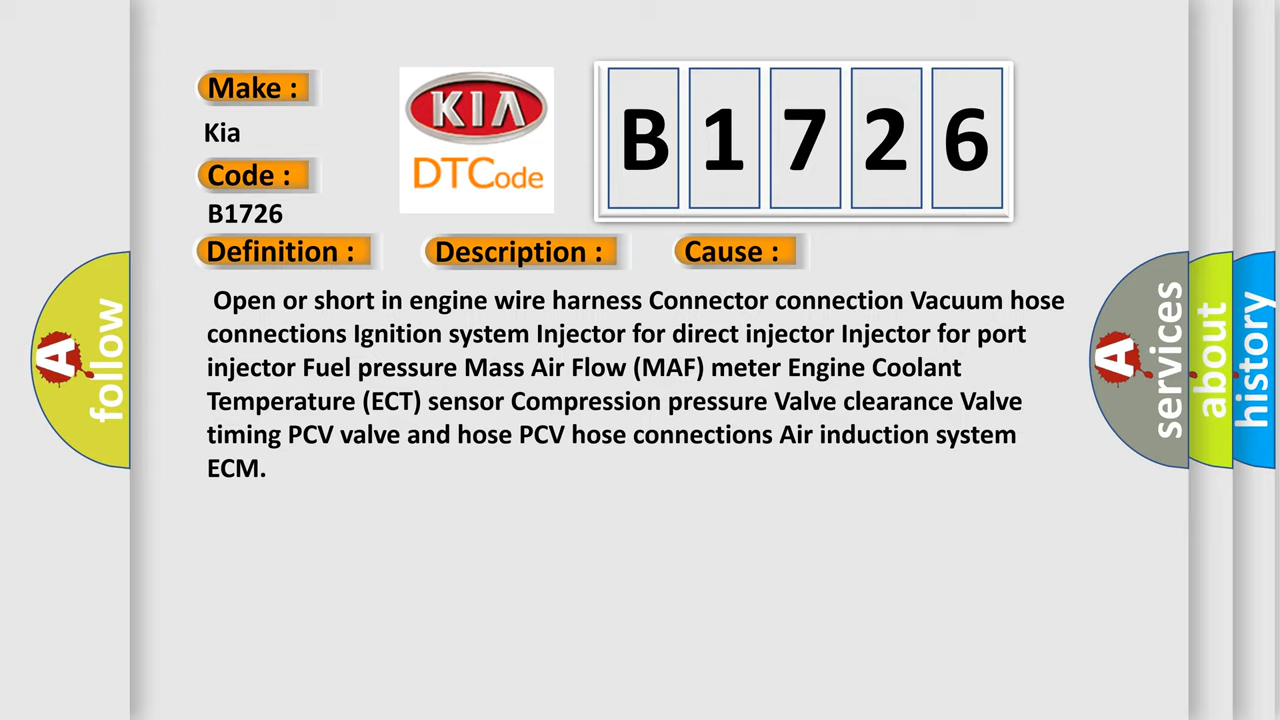 Make :
Kia
Code :
B1726
KIA
DTCode
B 1 7 2 6
Definition :
Description :
Cause :
Open or short in engine wire harness Connector connection Vacuum hose
connections Ignition system Injector for direct injector Injector for port
injector Fuel pressure Mass Air Flow (MAF) meter Engine Coolant
Temperature (ECT) sensor Compression pressure Valve clearance Valve
timing PCV valve and hose PCV hose connections Air induction system
ECM.
A
follow
A
services
about
history